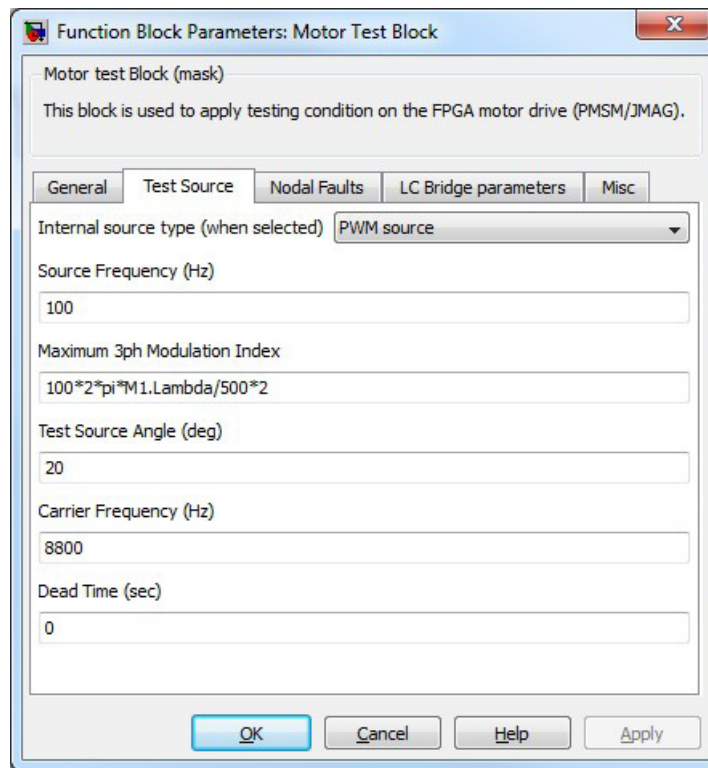 Function Block Parameters: Motor Test Block
Motor test Block (mask)
This block is used to apply testing condition on the FPGA motor drive (PMSM/JMAG).
General Test Source Nodal Faults LC Bridge parameters Misc
Internal source type (when selected) PWM source
Source Frequency (Hz)
100
Maximum 3ph Modulation Index
100*2*pi*M1.Lambda/500*2
Test Source Angle (deg)
20
Carrier Frequency (Hz)
8800
Dead Time (sec)
0
OK Cancel Help Apply